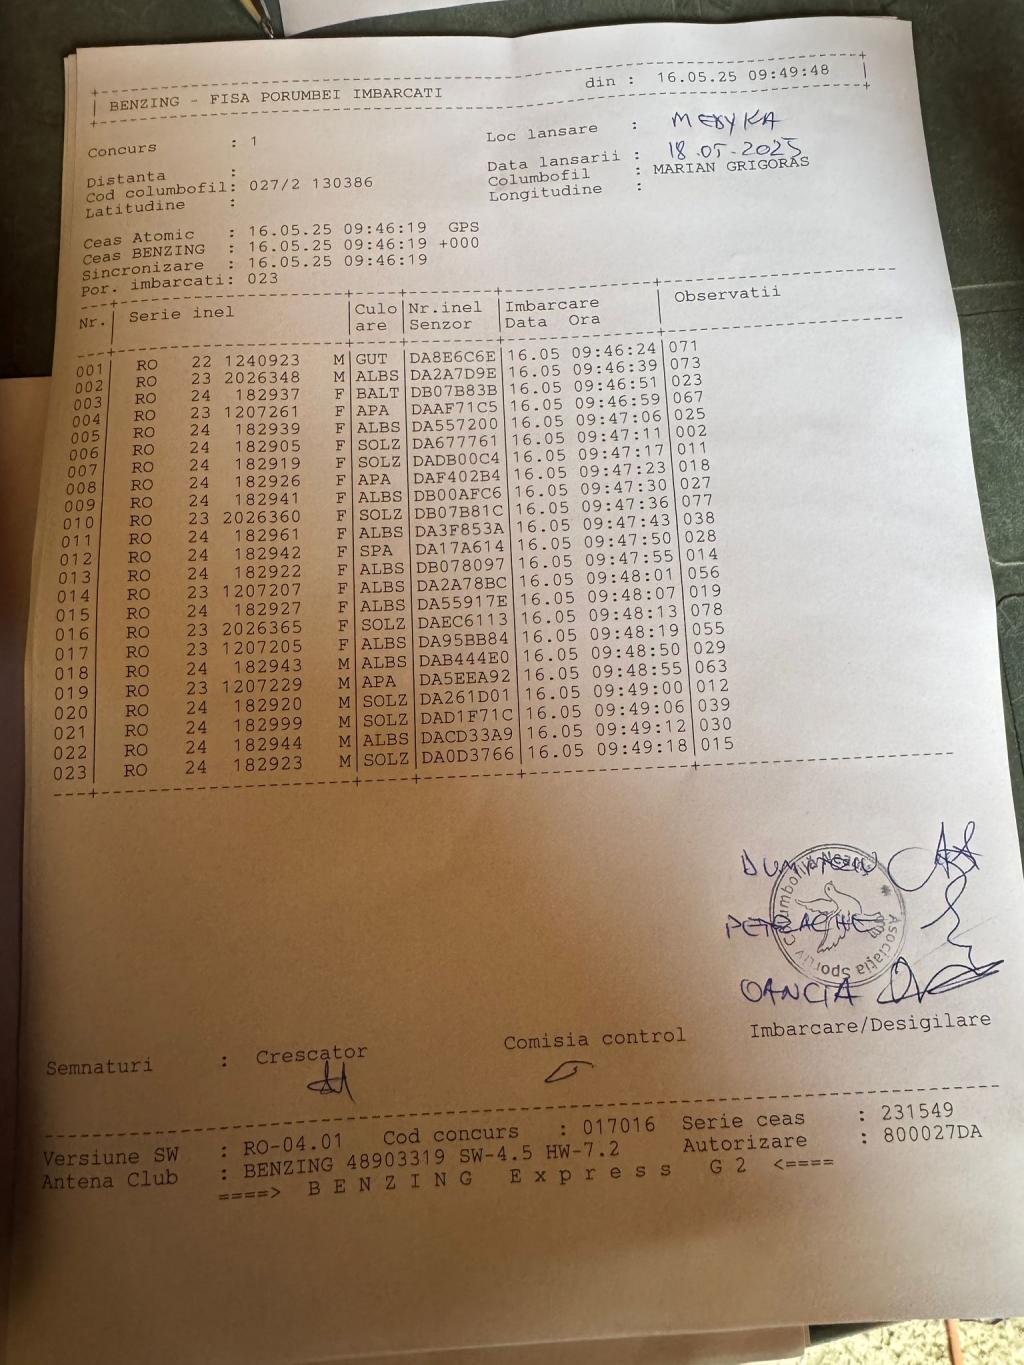 BENZING - FISA PORUMBEI IMBARCATI din : 16.05.25 09:49:48
Concurs : 1 Loc lansare : MEDYKA
Distanta : Data lansarii : 18.05.2025
Cod columbofil: 027/2 130386 Columbofil : MARIAN GRIGORAS
Latitudine : Longitudine :
Ceas Atomic : 16.05.25 09:46:19 GPS
Ceas BENZING : 16.05.25 09:46:19 +000
Sincronizare : 16.05.25 09:46:19
Por. imbarcati: 023
Nr. Serie inel Culo Nr.inel Imbarcare Observatii
are Senzor Data Ora
001 RO 22 1240923 M GUT DA8E6C6E 16.05 09:46:24 071
002 RO 23 2026348 M ALBS DA2A7D9E 16.05 09:46:39 073
003 RO 24 182937 F BALT DB07B83B 16.05 09:46:51 023
004 RO 23 1207261 F APA DAAF71C5 16.05 09:46:59 067
005 RO 24 182939 F ALBS DA557200 16.05 09:47:06 025
006 RO 24 182905 F SOLZ DA677761 16.05 09:47:11 002
007 RO 24 182919 F SOLZ DADB00C4 16.05 09:47:17 011
008 RO 24 182926 F APA DAF402B4 16.05 09:47:23 018
009 RO 24 182941 F ALBS DB00AFC6 16.05 09:47:30 027
010 RO 23 2026360 F SOLZ DB07B81C 16.05 09:47:36 077
011 RO 24 182961 F ALBS DA3F853A 16.05 09:47:43 038
012 RO 24 182942 F SPA DA17A614 16.05 09:47:50 028
013 RO 24 182922 F ALBS DB078097 16.05 09:47:55 014
014 RO 23 1207207 F ALBS DA2A78BC 16.05 09:48:01 056
015 RO 24 182927 F ALBS DA55917E 16.05 09:48:07 019
016 RO 23 2026365 F SOLZ DAEC6113 16.05 09:48:13 078
017 RO 23 1207205 F ALBS DA95BB84 16.05 09:48:19 055
018 RO 24 182943 M ALBS DAB444E0 16.05 09:48:50 029
019 RO 23 1207229 M APA DA5EEA92 16.05 09:48:55 063
020 RO 24 182920 M SOLZ DA261D01 16.05 09:49:00 012
021 RO 24 182999 M SOLZ DAD1F71C 16.05 09:49:06 039
022 RO 24 182944 M ALBS DACD33A9 16.05 09:49:12 030
023 RO 24 182923 M SOLZ DA0D3766 16.05 09:49:18 015
Asociația Sportiv Columbofilă Neamț
PETRACHE
OANCIA
Semnaturi : Crescator Comisia control Imbarcare/Desigilare
Versiune SW : RO-04.01 Cod concurs : 017016 Serie ceas : 231549
Antena Club : BENZING 48903319 SW-4.5 HW-7.2 Autorizare : 800027DA
====> B E N Z I N G E x p r e s s G 2 <====